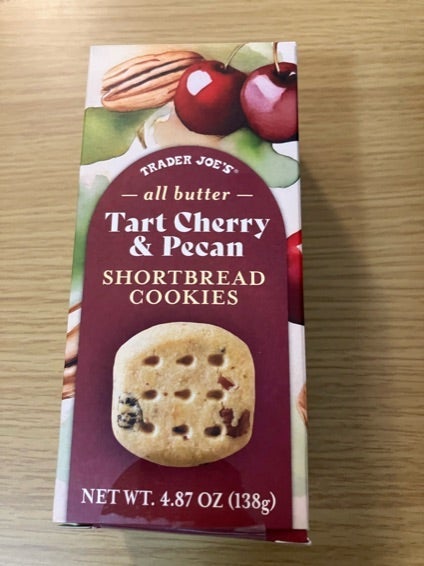 TRADER JOE'S®
all butter
Tart Cherry
& Pecan
SHORTBREAD
COOKIES
NET WT. 4.87 OZ (138g)